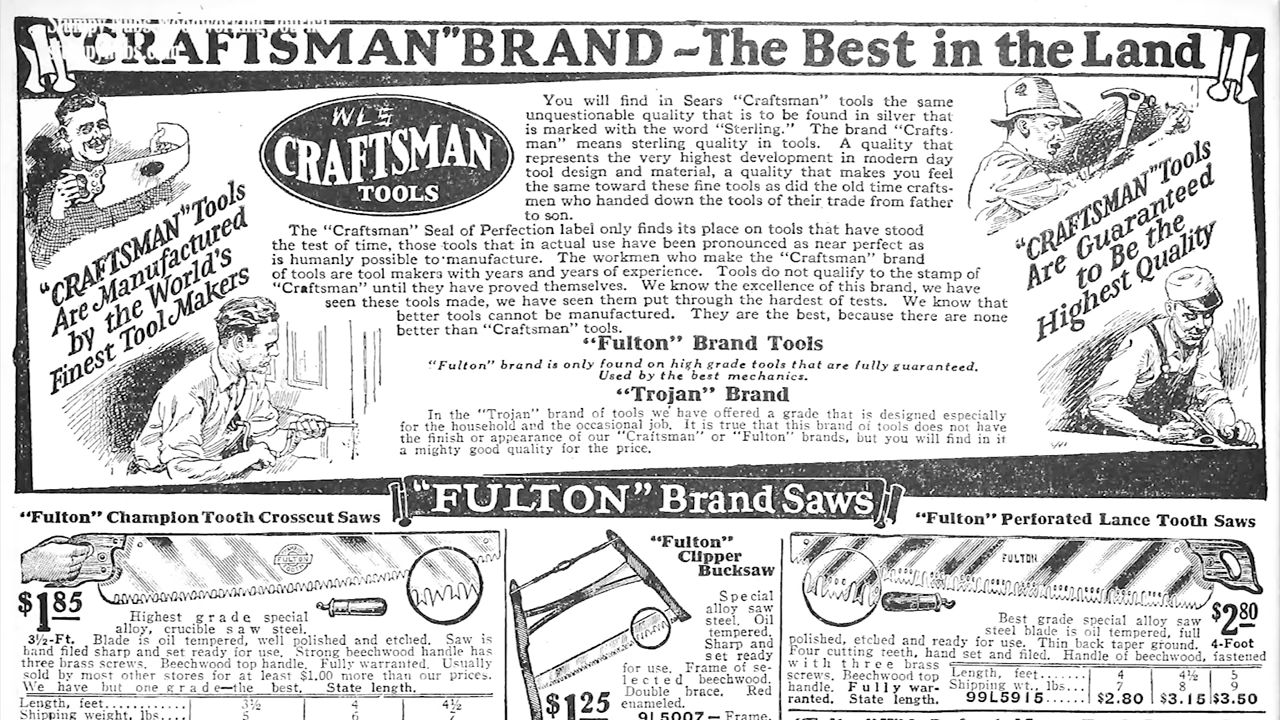 "CRAFTSMAN" BRAND ~ The Best in the Land
WLS
CRAFTSMAN
TOOLS
"CRAFTSMAN" Tools
Are Manufactured
by the World's
Finest Tool Makers
You will find in Sears "Craftsman" tools the same
unquestionable quality that is to be found in silver that
is marked with the word "Sterling." The brand "Crafts-
man" means sterling quality in tools. A quality that
represents the very highest development in modern day
tool design and material, a quality that makes you feel
the same toward these fine tools as did the old time crafts-
men who handed down the tools of their trade from father
to son.
The "Craftsman" Seal of Perfection label only finds its place on tools that have stood
the test of time, those tools that in actual use have been pronounced as near perfect as
is humanly possible to manufacture. The workmen who make the "Craftsman" brand
of tools are tool makers with years and years of experience. Tools do not qualify to the stamp of
"Craftsman" until they have proved themselves. We know the excellence of this brand, we have
seen these tools made, we have seen them put through the hardest of tests. We know that
better tools cannot be manufactured. They are the best, because there are none
better than "Craftsman" tools.
"CRAFTSMAN" Tools
Are Guaranteed
to Be the
Highest Quality
"Fulton" Brand Tools
"Fulton" brand is only found on high grade tools that are fully guaranteed.
Used by the best mechanics.
"Trojan" Brand
In the "Trojan" brand of tools we have offered a grade that is designed especially
for the household and the occasional job. It is true that this brand of tools does not have
the finish or appearance of our "Craftsman" or "Fulton" brands, but you will find in it
a mighty good quality for the price.
"FULTON" Brand Saws
"Fulton" Champion Tooth Crosscut Saws
FULTON
$1.85
Highest grade special
alloy, crucible saw steel.
3½-Ft. Blade is oil tempered, well polished and etched. Saw is
hand filed sharp and set ready for use. Strong beechwood handle has
three brass screws. Beechwood top handle. Fully warranted. Usually
sold by most other stores for at least $1.00 more than our prices.
We have but one grade—the best. State length.
Length, feet 3½ 4 4½
Shipping weight, lbs. 5 6 7
"Fulton"
Clipper
Bucksaw
Special
alloy saw
steel. Oil
tempered.
Sharp and
set ready
for use. Frame of se-
lected beechwood.
Double brace. Red
enameled.
$1.25
9L5007—Frame,
"Fulton" Perforated Lance Tooth Saws
FULTON
$2.80
4-Foot
Best grade special alloy saw
steel blade is oil tempered, full
polished, etched and ready for use. Thin back taper ground.
Four cutting teeth, hand set and filed. Handle of beechwood, fastened
with three brass
screws. Beechwood top
handle. Fully war-
ranted. State length.
Length, feet 4 4½ 5
Shipping wt., lbs. 7 8 9
99L5915 $2.80 $3.15 $3.50